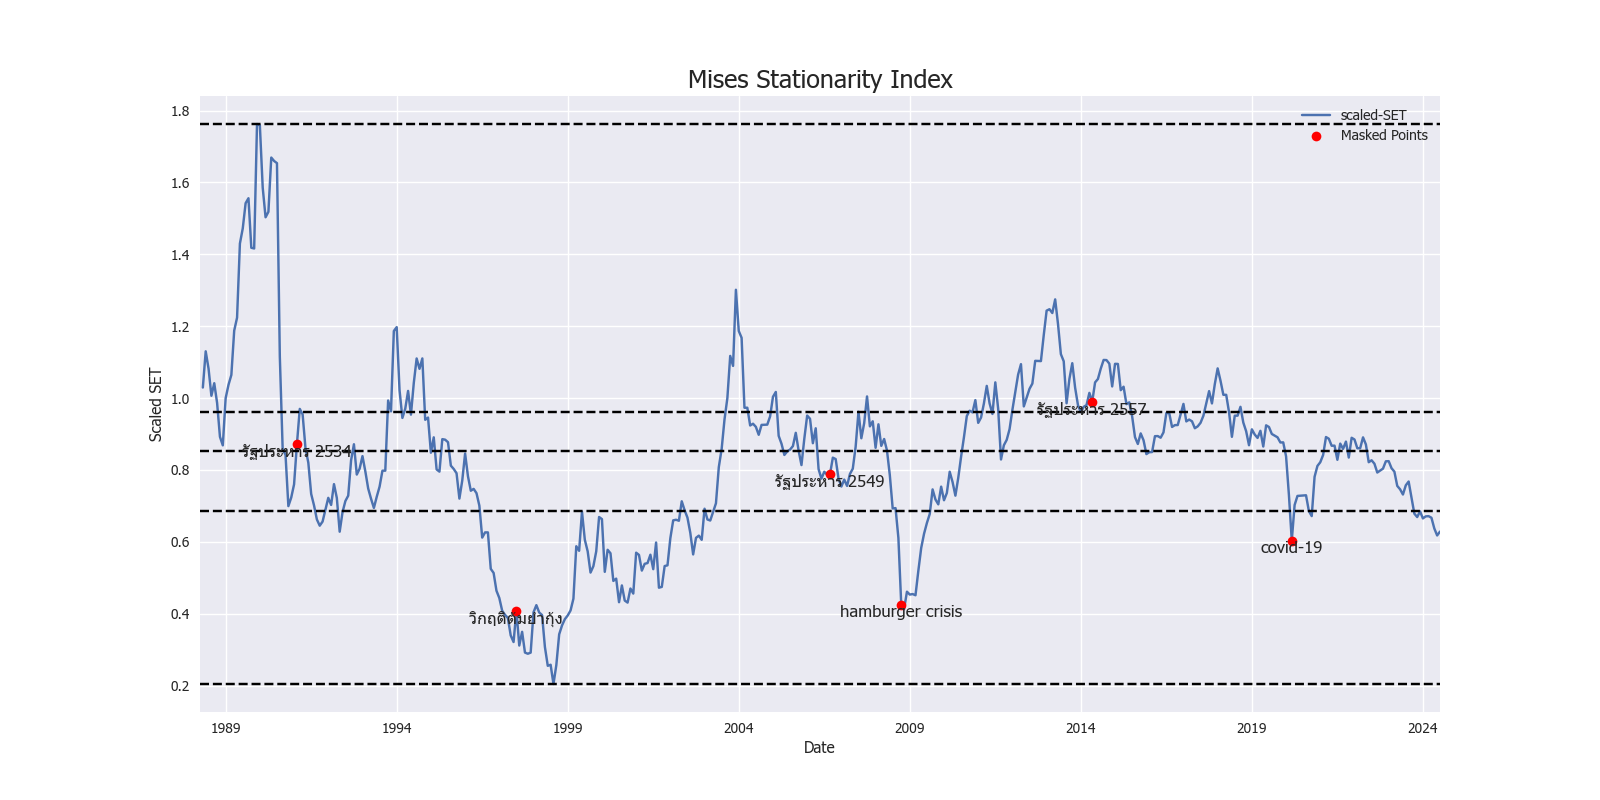 Mises Stationarity Index
scaled-SET
Masked Points
Scaled SET
1.8
1.6
1.4
1.2
1.0
0.8
0.6
0.4
0.2
รัฐประหาร 2534
วิกฤติต้มยำกุ้ง
รัฐประหาร 2549
hamburger crisis
รัฐประหาร 2557
covid-19
1989
1994
1999
2004
2009
2014
2019
2024
Date